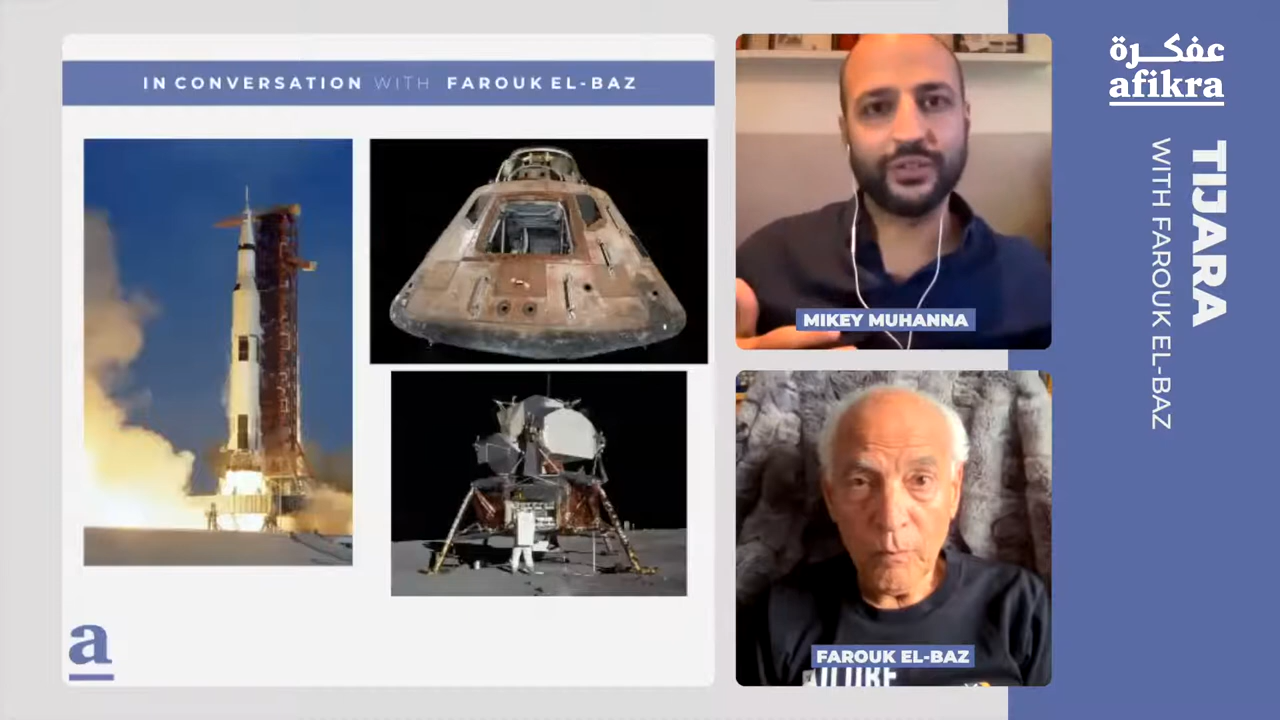 IN CONVERSATION WITH FAROUK EL-BAZ
a
MIKEY MUHANNA
FAROUK EL-BAZ
عفكرة
afikra
TIJARA
WITH FAROUK EL-BAZ